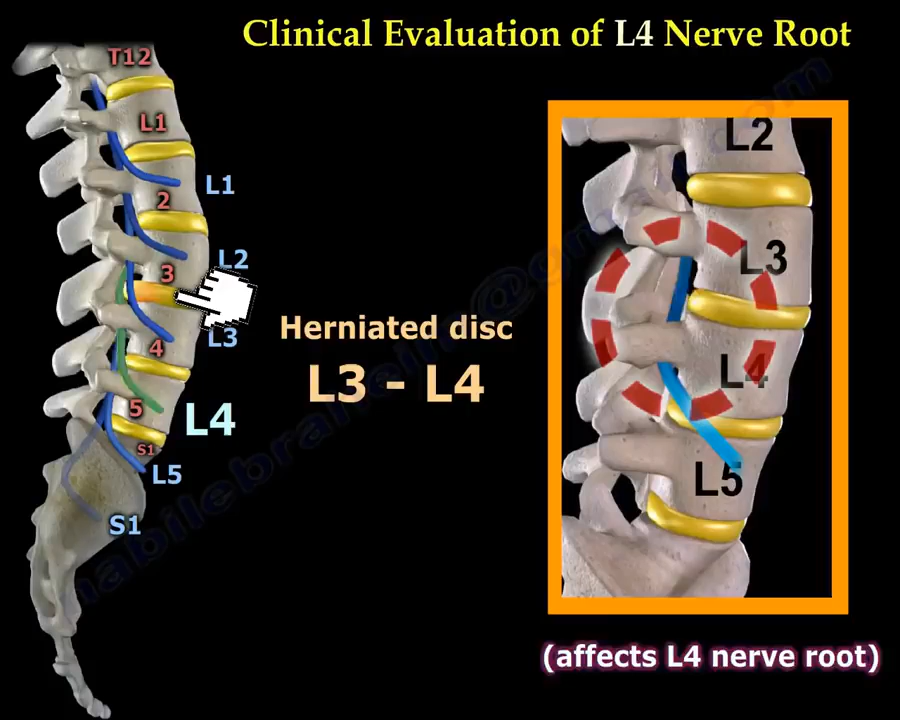 Clinical Evaluation of L4 Nerve Root
T12
L1
2
3
4
5
S1
L1
L2
L3
L4
L5
S1
Herniated disc
L3 - L4
L2
L3
L4
L5
(affects L4 nerve root)